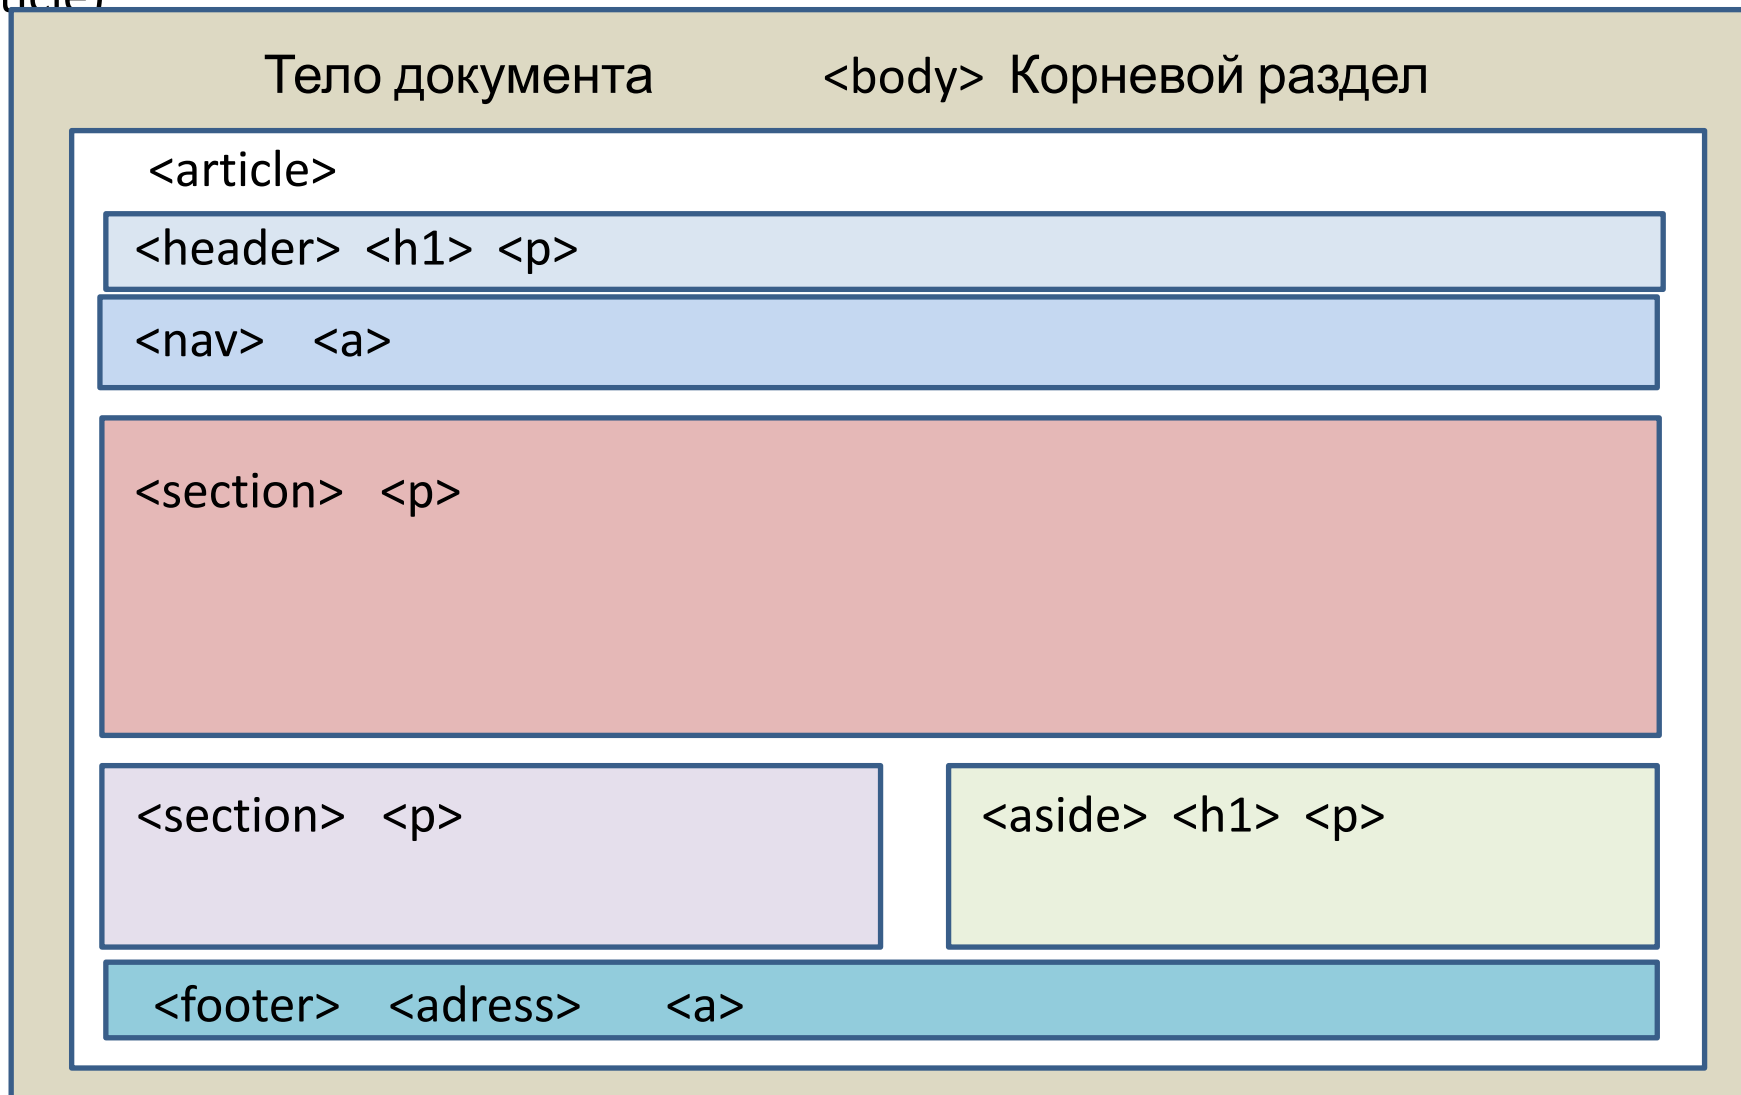 Тело документа <body> Корневой раздел
<article>
<header> <h1> <p>
<nav> <a>
<section> <p>
<section> <p>
<aside> <h1> <p>
<footer> <adress> <a>